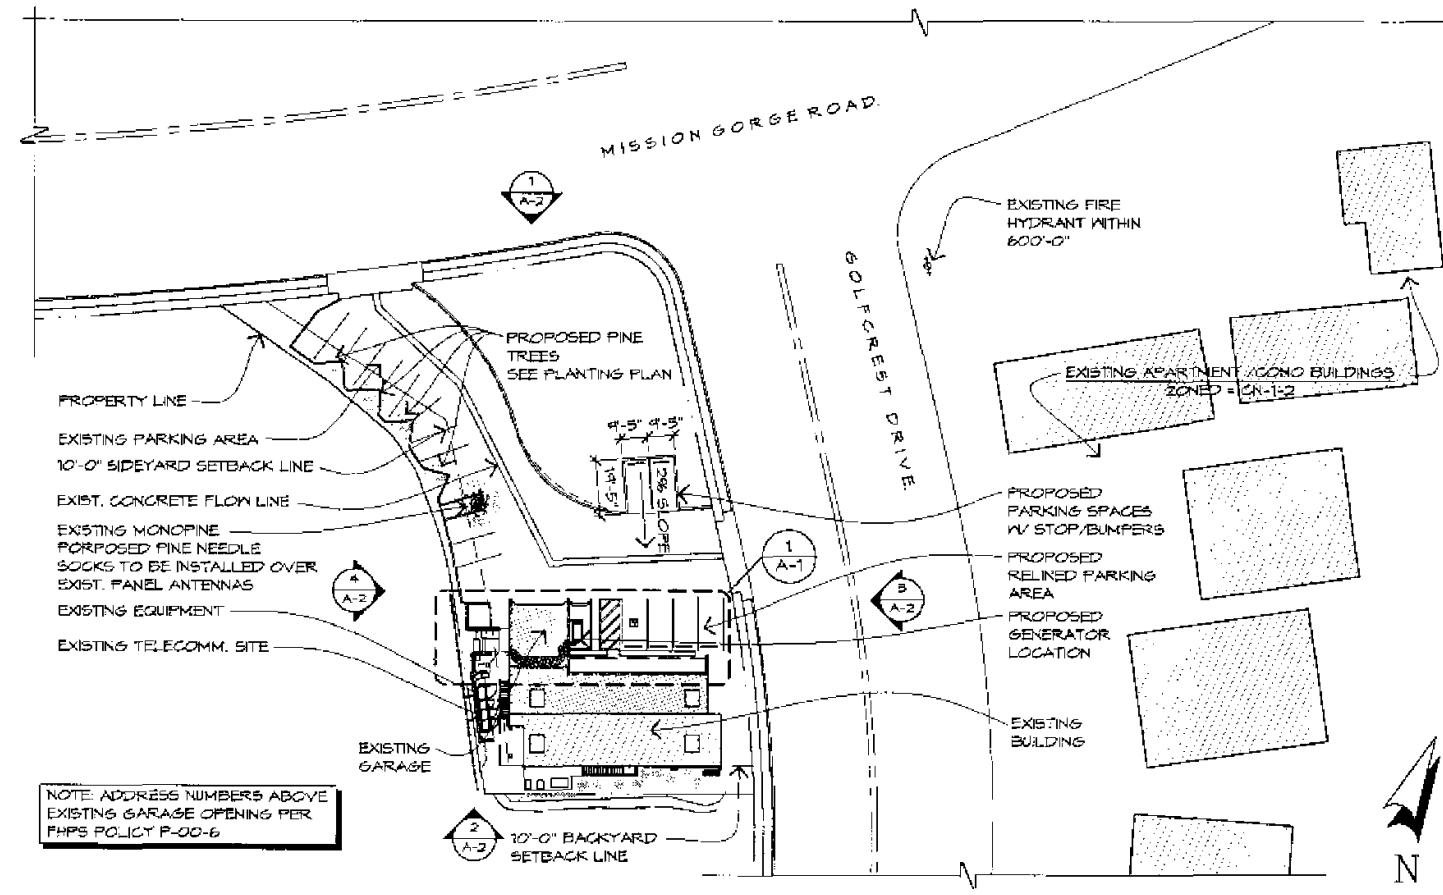 MISSION GORGE ROAD.
1
A-2
EXISTING FIRE
HYDRANT WITHIN
600'-0"
GOLFCREST DRIVE.
PROPOSED PINE
TREES
SEE PLANTING PLAN
PROPERTY LINE
EXISTING PARKING AREA
10'-0" SIDEYARD SETBACK LINE
EXIST. CONCRETE FLOW LINE
EXISTING MONOPINE
PORPOSED PINE NEEDLE
SOCKS TO BE INSTALLED OVER
EXIST. PANEL ANTENNAS
EXISTING EQUIPMENT
EXISTING TELECOMM. SITE
4
A-2
9'-5" 9'-5"
19'-5"
SLOPE
EXISTING APARTMENT /CONO BUILDINGS
ZONED = CN-1-2
PROPOSED
PARKING SPACES
W/ STOP/BUMPERS
1
A-1
PROPOSED
RELINED PARKING
AREA
3
A-2
PROPOSED
GENERATOR
LOCATION
EXISTING
BUILDING
EXISTING
GARAGE
NOTE: ADDRESS NUMBERS ABOVE
EXISTING GARAGE OPENING PER
FHPS POLICY P-00-6
2
A-2
10'-0" BACKYARD
SETBACK LINE
N